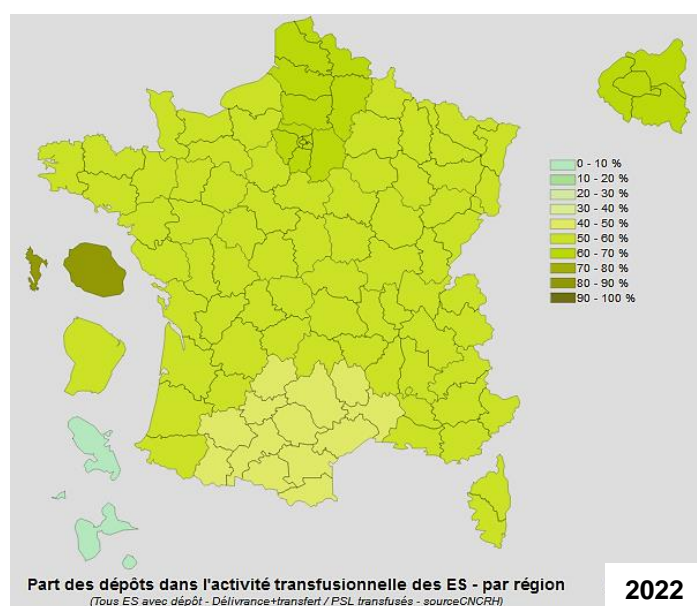 0 - 10 %
10 - 20 %
20 - 30 %
30 - 40 %
40 - 50 %
50 - 60 %
60 - 70 %
70 - 80 %
80 - 90 %
90 - 100 %
Part des dépôts dans l'activité transfusionnelle des ES - par région
(Tous ES avec dépôt - Délivrance+transfert / PSL transfusés - sourceCNCRH)
2022